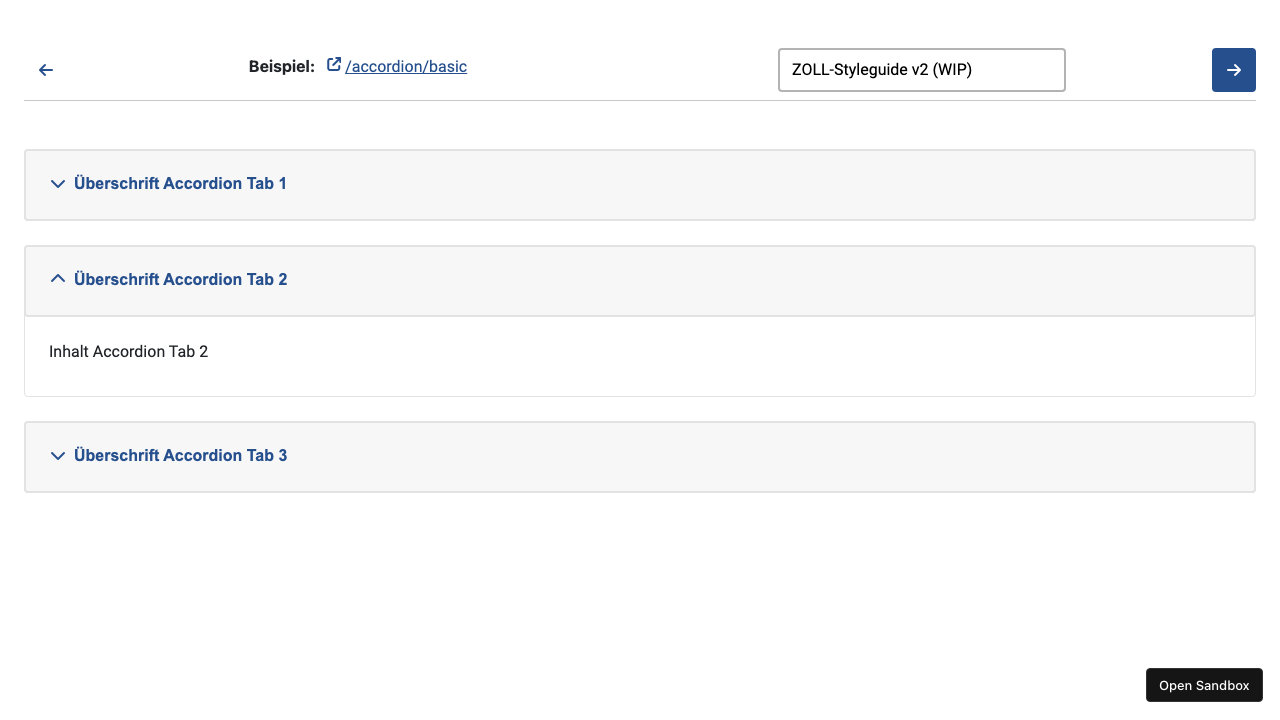 Beispiel: /accordion/basic ZOLL-Styleguide v2 (WIP)
Überschrift Accordion Tab 1
Überschrift Accordion Tab 2
Inhalt Accordion Tab 2
Überschrift Accordion Tab 3
Open Sandbox